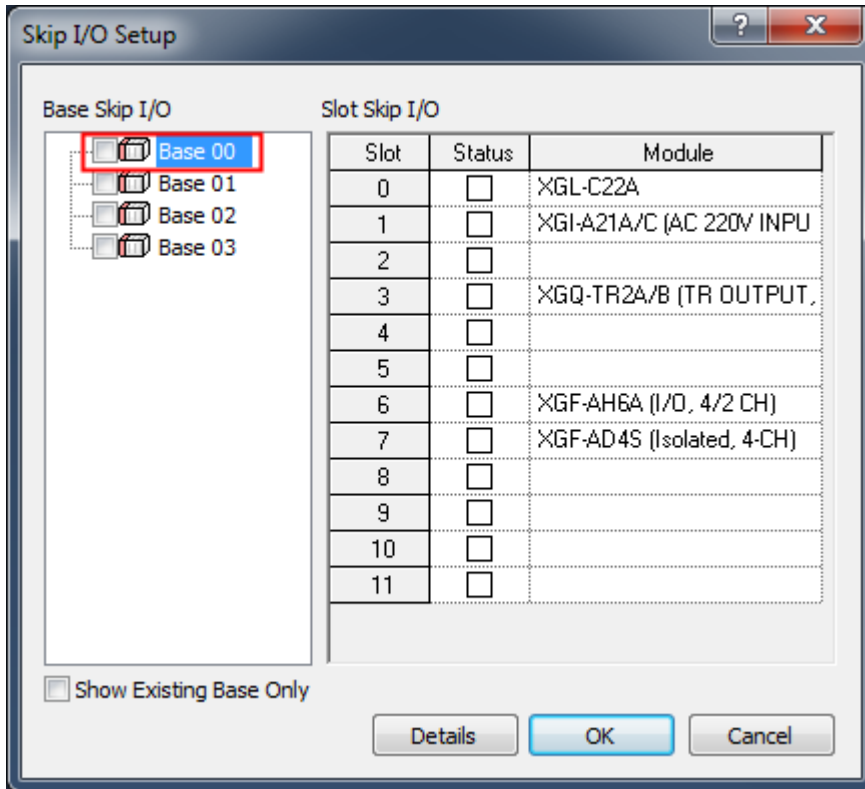 Skip I/O Setup
?
Base Skip I/O
Slot Skip I/O
Base 00
Base 01
Base 02
Base 03
Slot Status Module
0 XGL-C22A
1 XGI-A21A/C (AC 220V INPU
2
3 XGQ-TR2A/B (TR OUTPUT,
4
5
6 XGF-AH6A (I/O, 4/2 CH)
7 XGF-AD4S (Isolated, 4-CH)
8
9
10
11
Show Existing Base Only
Details OK Cancel